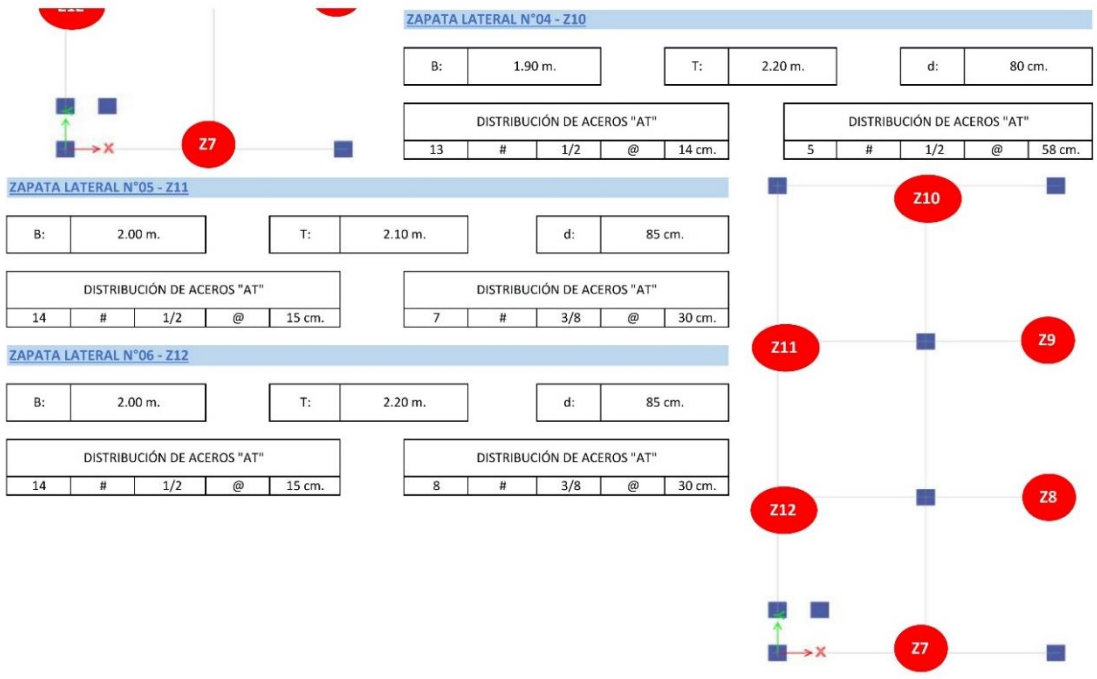 Z12
ZAPATA LATERAL N°04 - Z10
B: 1.90 m. T: 2.20 m. d: 80 cm.
DISTRIBUCIÓN DE ACEROS "AT" DISTRIBUCIÓN DE ACEROS "AT"
13 # 1/2 @ 14 cm. 5 # 1/2 @ 58 cm.
X
Z7
ZAPATA LATERAL N°05 - Z11
B: 2.00 m. T: 2.10 m. d: 85 cm.
DISTRIBUCIÓN DE ACEROS "AT" DISTRIBUCIÓN DE ACEROS "AT"
14 # 1/2 @ 15 cm. 7 # 3/8 @ 30 cm.
ZAPATA LATERAL N°06 - Z12
B: 2.00 m. T: 2.20 m. d: 85 cm.
DISTRIBUCIÓN DE ACEROS "AT" DISTRIBUCIÓN DE ACEROS "AT"
14 # 1/2 @ 15 cm. 8 # 3/8 @ 30 cm.
Z10
Z11 Z9
Z12 Z8
X
Z7